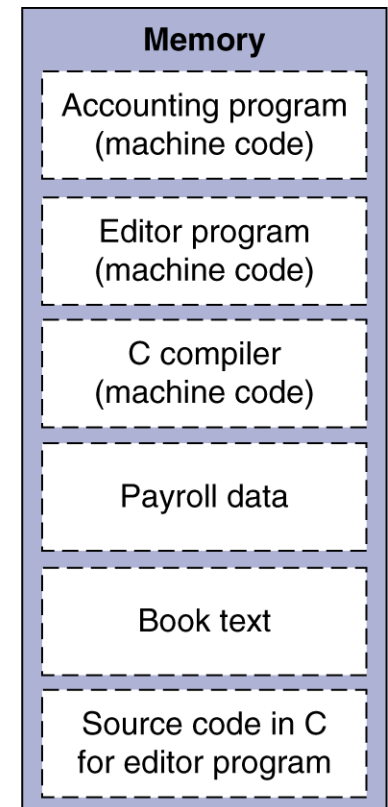 Memory
Accounting program
(machine code)
Editor program
(machine code)
C compiler
(machine code)
Payroll data
Book text
Source code in C
for editor program